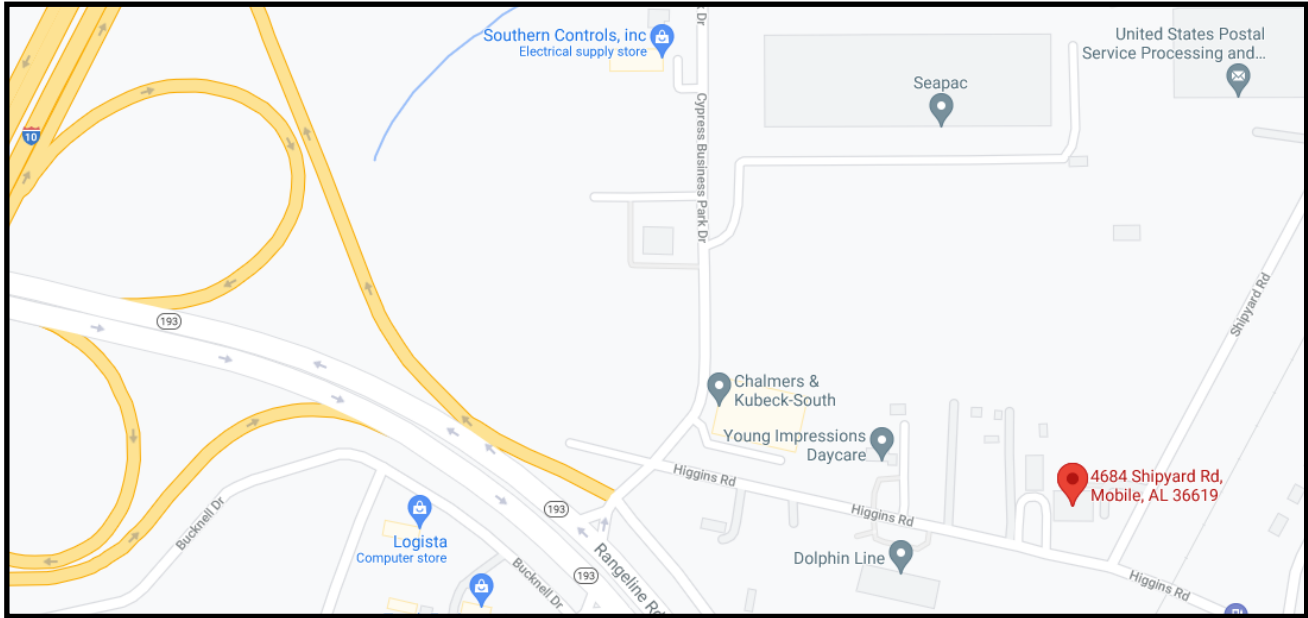 k Dr
Southern Controls, inc
Electrical supply store
United States Postal
Service Processing and...
Seapac
10
Cypress Business Park Dr
193
Shipyard Rd
Chalmers &
Kubeck-South
Young Impressions
Daycare
Higgins Rd
4684 Shipyard Rd,
Mobile, AL 36619
Bucknell Dr
193
Higgins Rd
Logista
Computer store
Rangeline Rd
Dolphin Line
193
Bucknell Dr
Higgins Rd